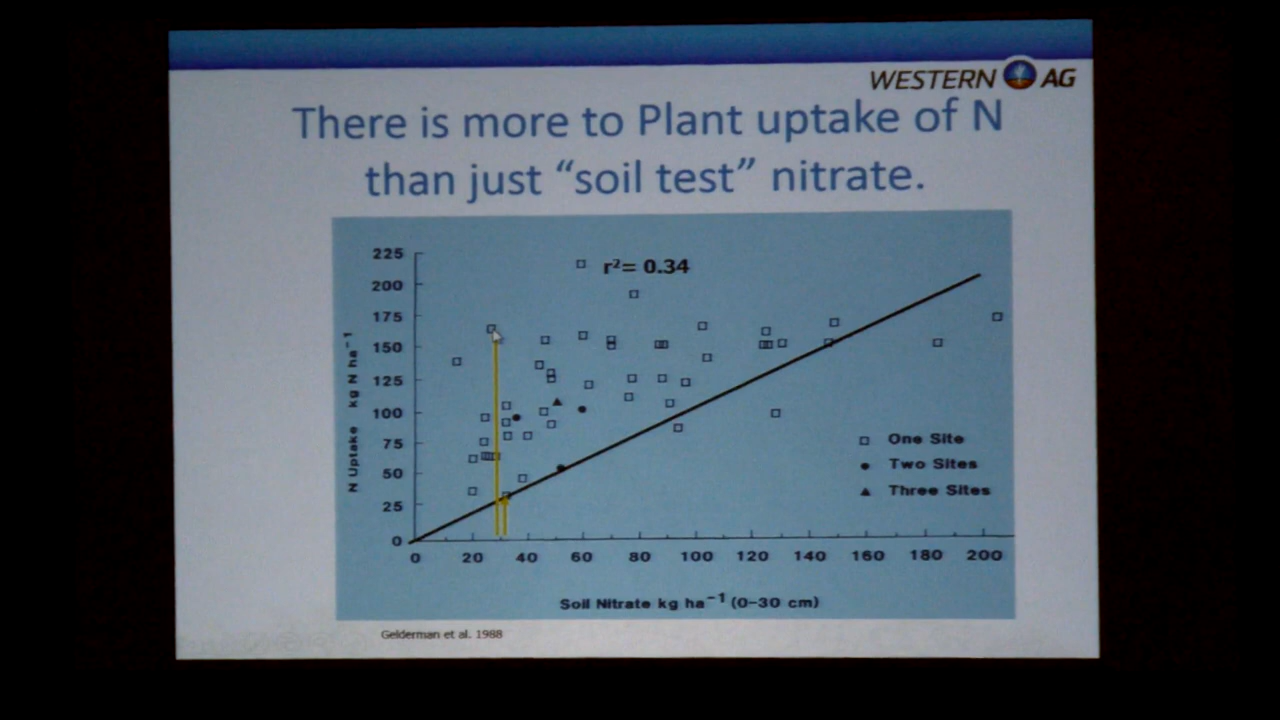 WESTERN AG
There is more to Plant uptake of N
than just “soil test” nitrate.
r²= 0.34
225
200
175
150
125
100
75
50
25
0
N Uptake kg N ha⁻¹
One Site
Two Sites
Three Sites
0 20 40 60 80 100 120 140 160 180 200
Soil Nitrate kg ha⁻¹ (0-30 cm)
Gelderman et al. 1988